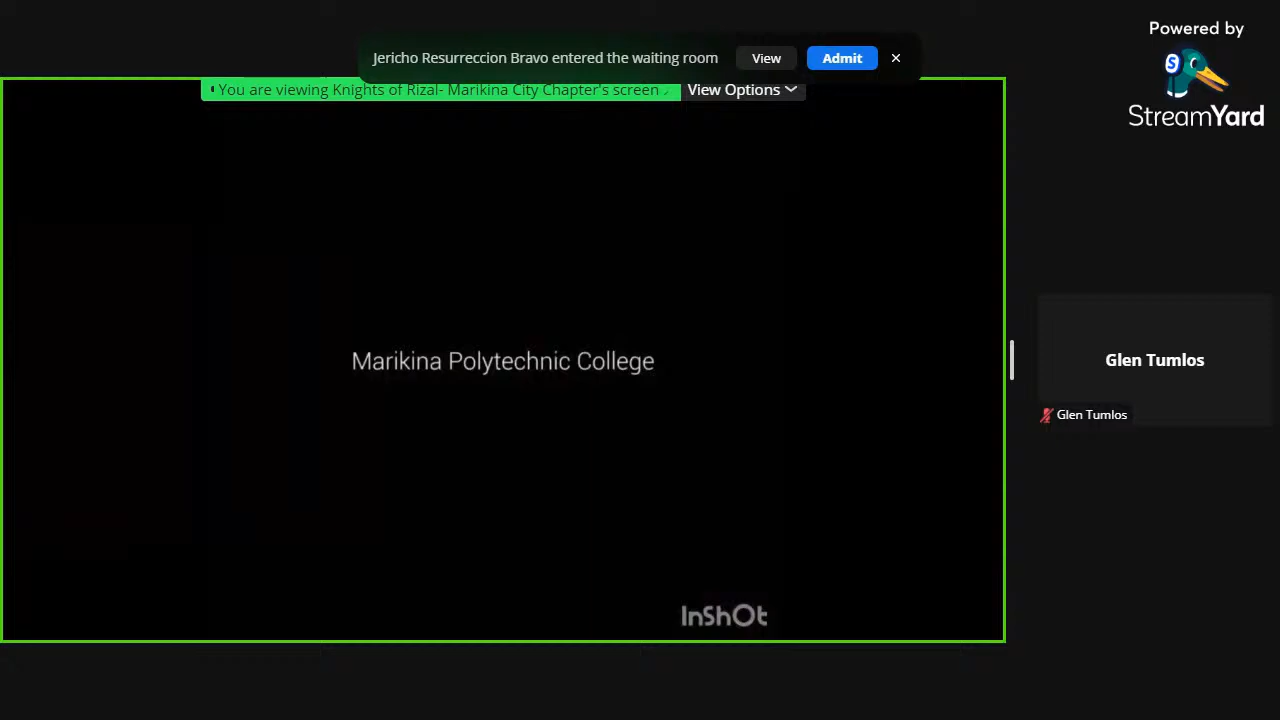 Powered by
Jericho Resurreccion Bravo entered the waiting room
View
Admit
S
StreamYard
You are viewing Knights of Rizal- Marikina City Chapter's screen
View Options
Marikina Polytechnic College
Glen Tumlos
Glen Tumlos
InShOt